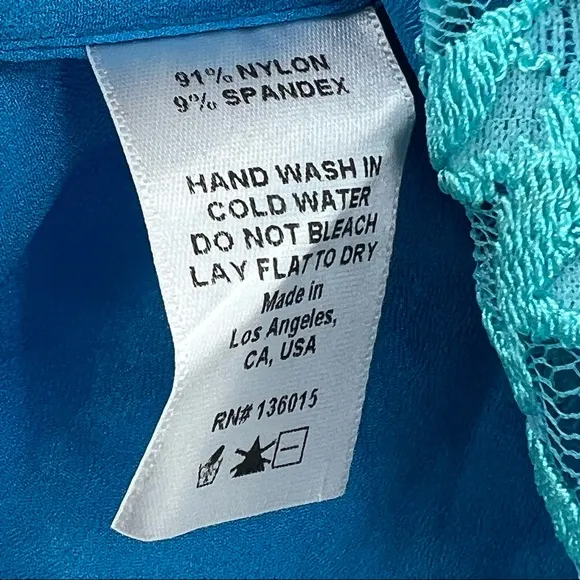 91% NYLON
9% SPANDEX
HAND WASH IN
COLD WATER
DO NOT BLEACH
LAY FLAT TO DRY
Made in
Los Angeles,
CA, USA
RN# 136015